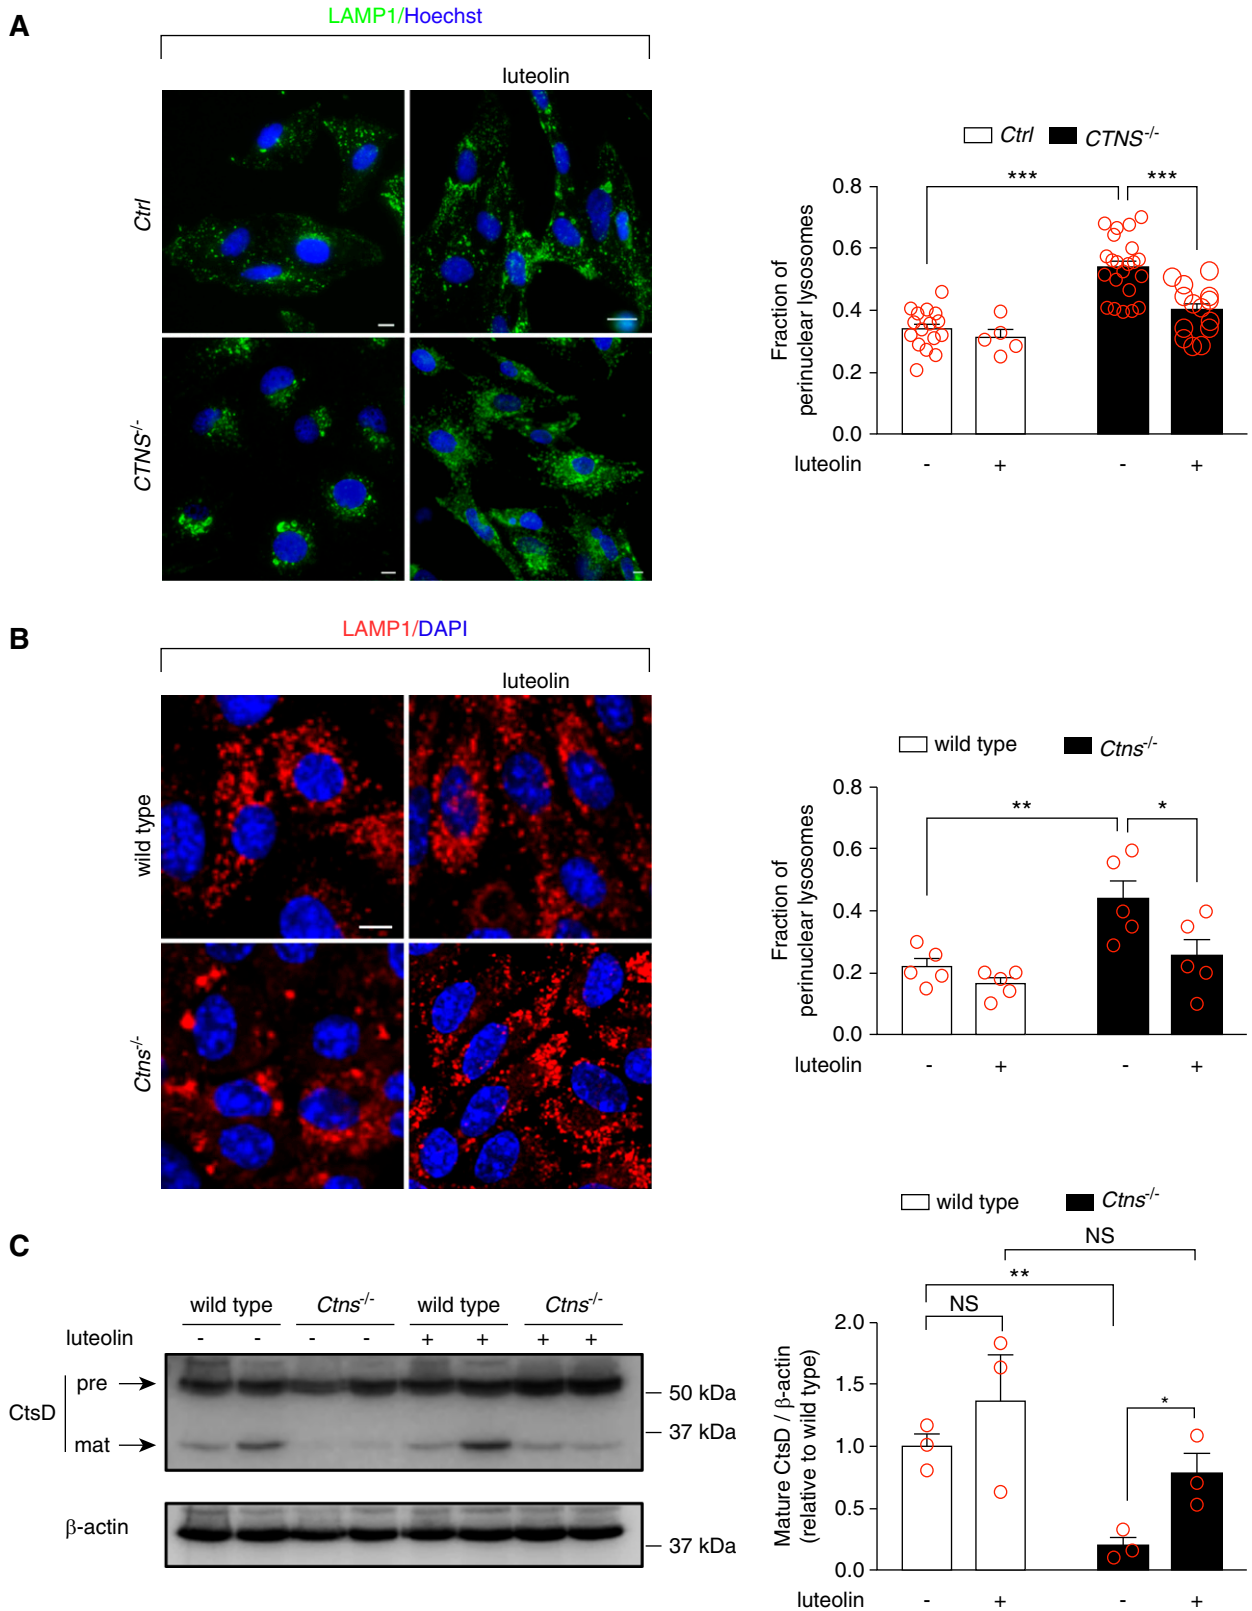 A
LAMP1/Hoechst
luteolin
Ctrl
CTNS-/-
Ctrl CTNS-/-
*** ***
0.8
0.6
0.4
0.2
0.0
Fraction of
perinuclear lysosomes
luteolin - + - +
B
LAMP1/DAPI
luteolin
wild type
Ctns-/-
wild type Ctns-/-
** *
0.8
0.6
0.4
0.2
0.0
Fraction of
perinuclear lysosomes
luteolin - + - +
C
wild type Ctns-/- wild type Ctns-/-
luteolin - - - - + + + +
CtsD
pre
mat
50 kDa
37 kDa
β-actin
37 kDa
wild type Ctns-/-
NS
**
NS
*
2.0
1.5
1.0
0.5
0.0
Mature CtsD / β-actin
(relative to wild type)
luteolin - + - +